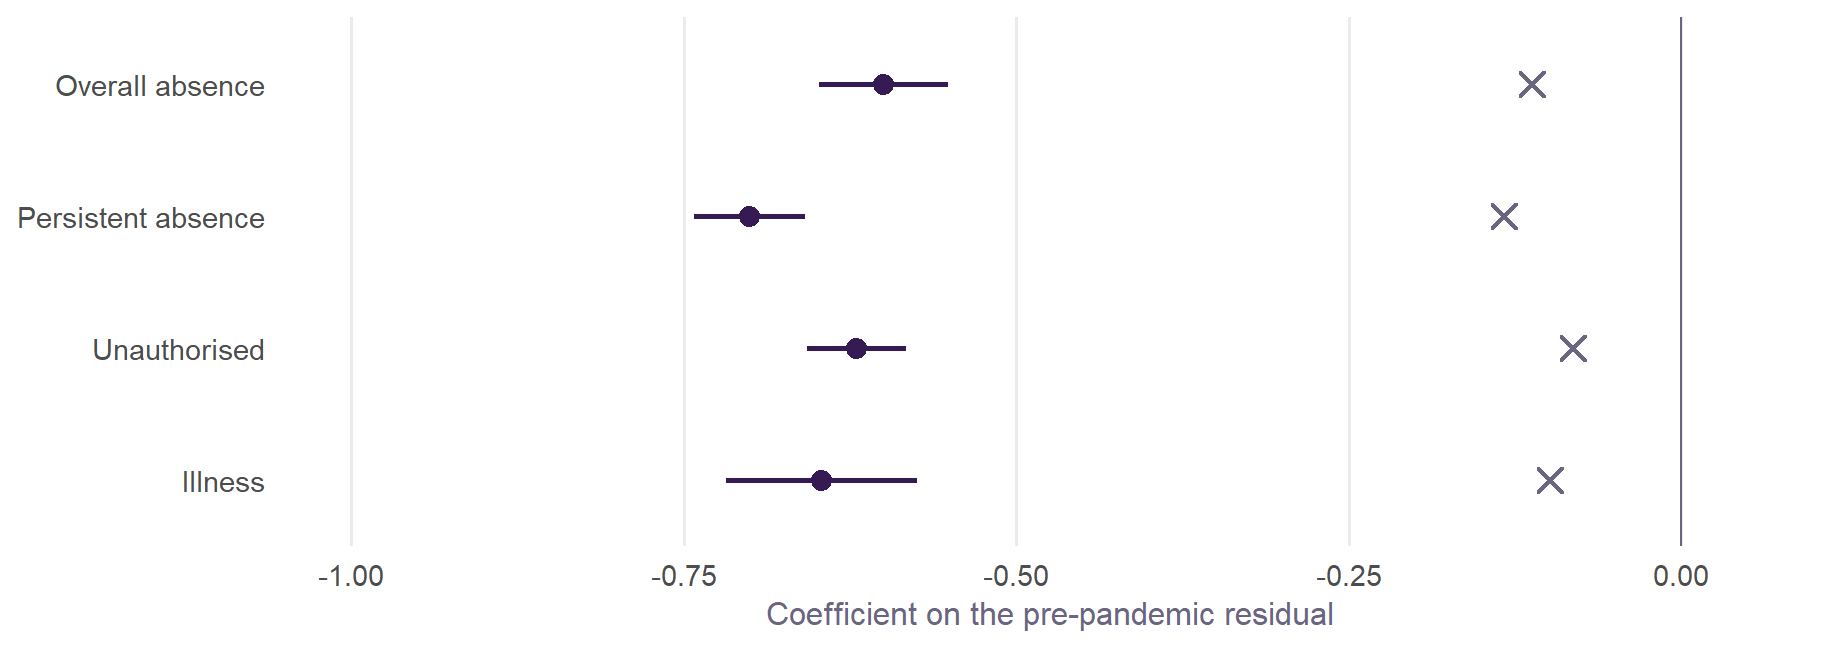 Overall absence
Persistent absence
Unauthorised
Illness
-1.00 -0.75 -0.50 -0.25 0.00
Coefficient on the pre-pandemic residual